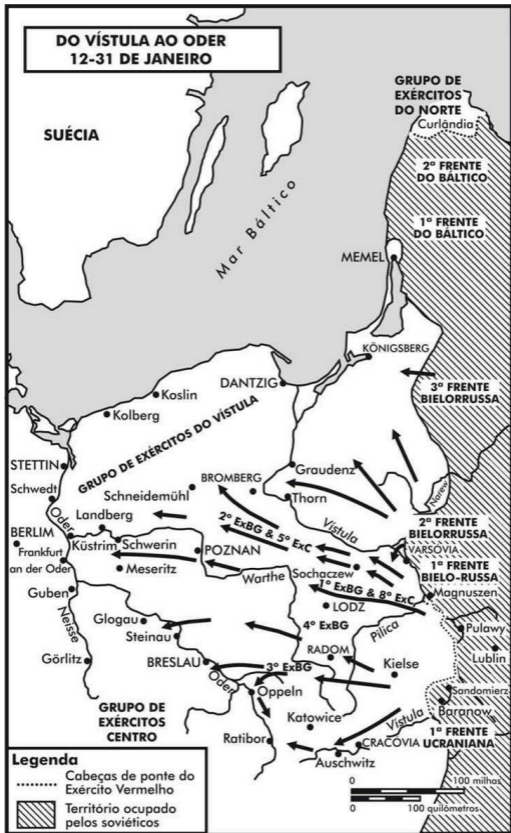 DO VÍSTULA AO ODER
12-31 DE JANEIRO
GRUPO DE
EXÉRCITOS
DO NORTE
Curlândia
SUÉCIA
2ª FRENTE
DO BÁLTICO
1ª FRENTE
DO BÁLTICO
Mar Báltico
MEMEL
KÖNIGSBERG
3ª FRENTE
BIELORRUSSA
DANTZIG
Koslin
Kolberg
GRUPO DE EXÉRCITOS DO VÍSTULA
STETTIN
Schwedt
Oder
Graudenz
BROMBERG
Schneidemühl
Thorn
Narew
Landberg
2º ExBG & 5º ExC
Vístula
2ª FRENTE
BIELORRUSSA
VARSÓVIA
BERLIM
Frankfurt
an der Oder
Küstrim
Schwerin
POZNAN
Meseritz
Warthe
Sochaczew
1ª FRENTE
BIELO-RUSSA
Magnuszen
1º ExBG & 8º ExC
LODZ
Guben
Neisse
Glogau
Steinau
4º ExBG
Pilica
Pulawy
Lublin
RADOM
Görlitz
BRESLAU
3º ExBG
Kielse
Oder
Oppeln
Sandomierz
Baranow
GRUPO DE
EXÉRCITOS
CENTRO
Katowice
Vístula
1ª FRENTE
UCRANIANA
Ratibor
CRACOVIA
Auschwitz
Legenda
Cabeças de ponte do
Exército Vermelho
Território ocupado
pelos soviéticos
0 100 milhas
0 100 quilômetros